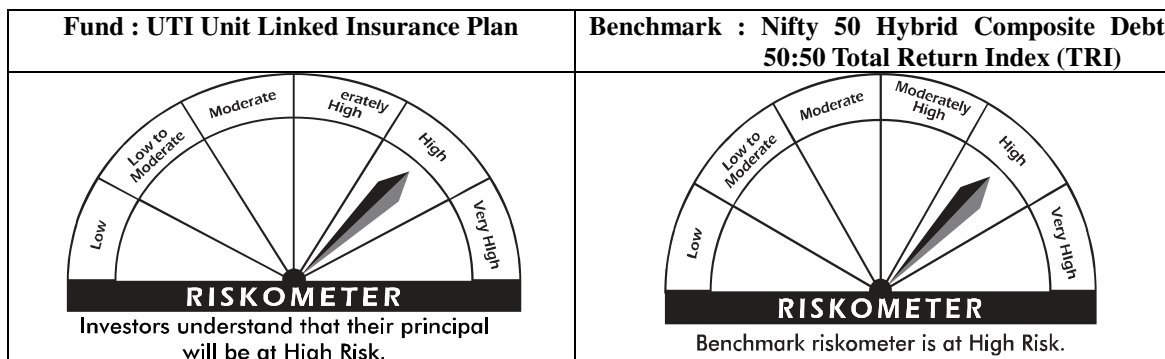 Fund : UTI Unit Linked Insurance Plan
Benchmark : Nifty 50 Hybrid Composite Debt
50:50 Total Return Index (TRI)
Low
Low to
Moderate
Moderate
erately
High
High
Very High
RISKOMETER
Investors understand that their principal
will be at High Risk.
Low
Low to
Moderate
Moderate
Moderately
High
High
Very High
RISKOMETER
Benchmark riskometer is at High Risk.